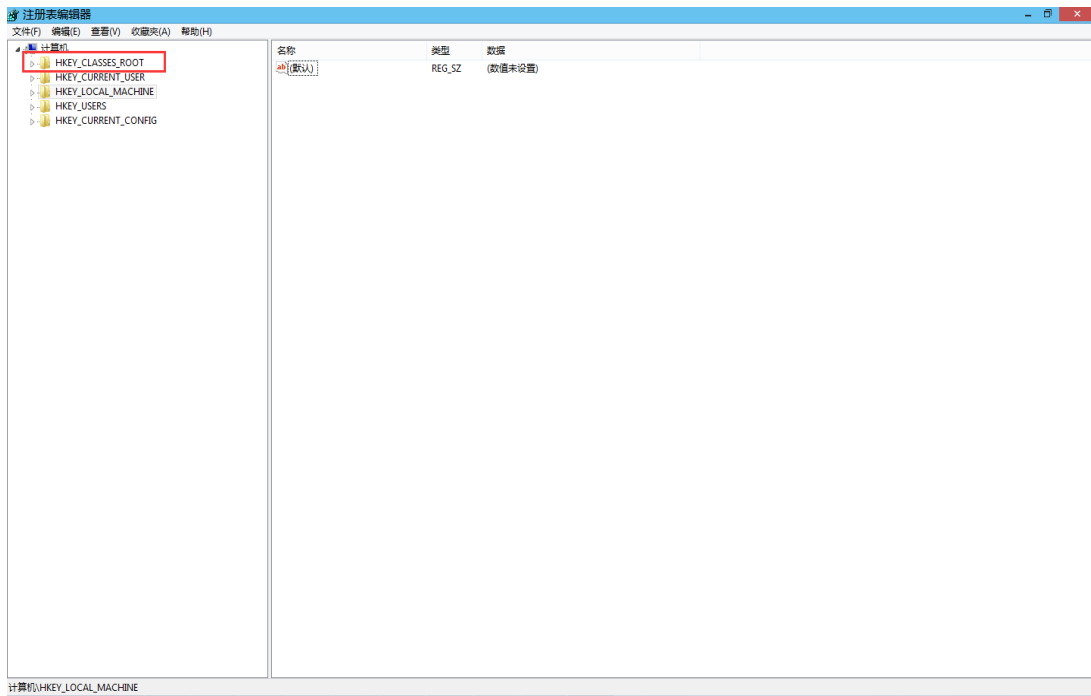 注册表编辑器
文件(F) 编辑(E) 查看(V) 收藏夹(A) 帮助(H)
计算机
HKEY_CLASSES_ROOT
HKEY_CURRENT_USER
HKEY_LOCAL_MACHINE
HKEY_USERS
HKEY_CURRENT_CONFIG
名称 类型 数据
ab (默认) REG_SZ (数值未设置)
计算机\HKEY_LOCAL_MACHINE